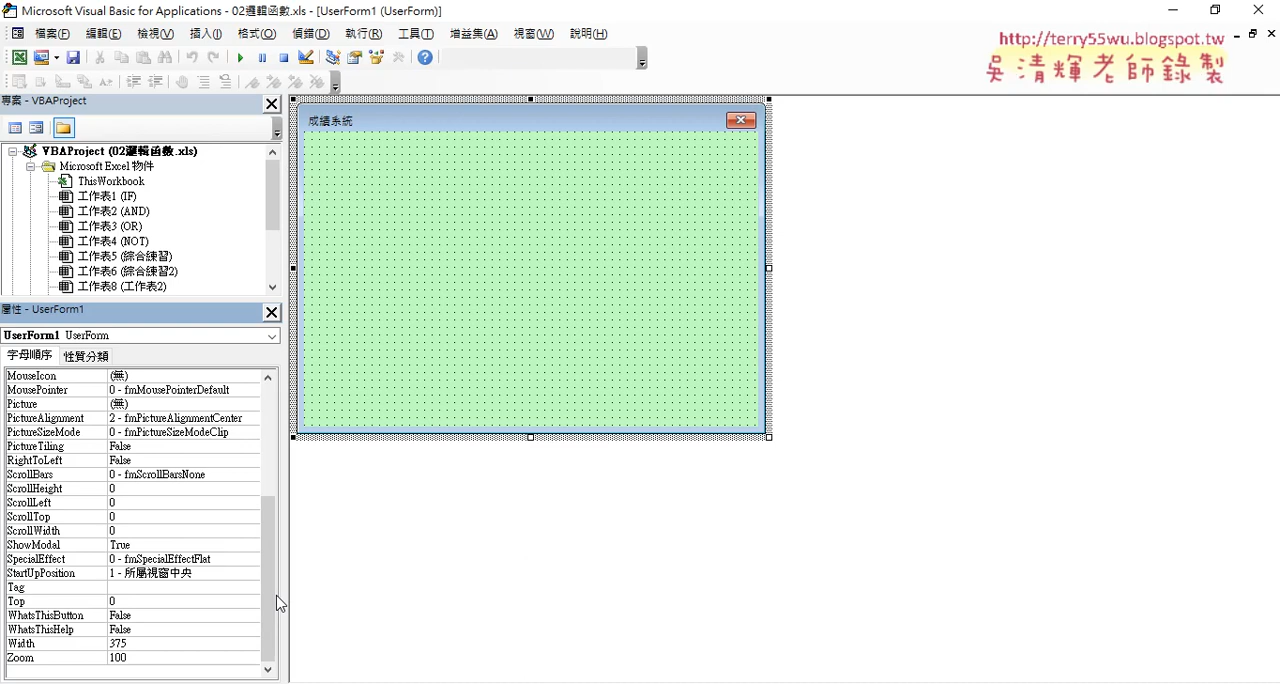 Microsoft Visual Basic for Applications - 02邏輯函數.xls - [UserForm1 (UserForm)]
檔案(F) 編輯(E) 檢視(V) 插入(I) 格式(O) 偵錯(D) 執行(R) 工具(T) 增益集(A) 視窗(W) 說明(H)
http://terry55wu.blogspot.tw
吳清輝老師錄製
專案 - VBAProject
VBAProject (02邏輯函數.xls)
Microsoft Excel 物件
ThisWorkbook
工作表1 (IF)
工作表2 (AND)
工作表3 (OR)
工作表4 (NOT)
工作表5 (綜合練習)
工作表6 (綜合練習2)
工作表8 (工作表2)
屬性 - UserForm1
UserForm1 UserForm
字母順序 性質分類
MouseIcon (無)
MousePointer 0 - fmMousePointerDefault
Picture (無)
PictureAlignment 2 - fmPictureAlignmentCenter
PictureSizeMode 0 - fmPictureSizeModeClip
PictureTiling False
RightToLeft False
ScrollBars 0 - fmScrollBarsNone
ScrollHeight 0
ScrollLeft 0
ScrollTop 0
ScrollWidth 0
ShowModal True
SpecialEffect 0 - fmSpecialEffectFlat
StartUpPosition 1 - 所屬視窗中央
Tag
Top 0
WhatsThisButton False
WhatsThisHelp False
Width 375
Zoom 100
成績系統